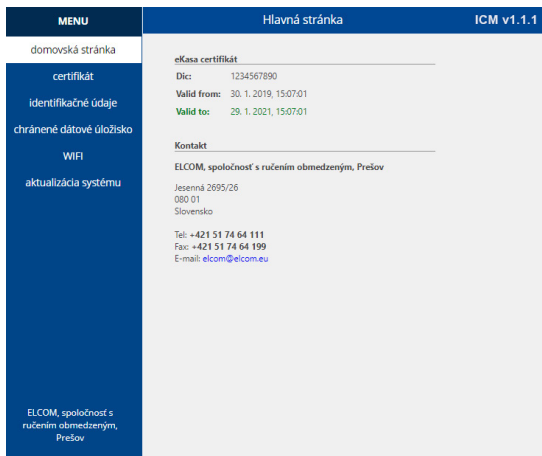 MENU
Hlavná stránka
ICM v1.1.1
domovská stránka
certifikát
identifikačné údaje
chránené dátové úložisko
WIFI
aktualizácia systému
eKasa certifikát
Dic: 1234567890
Valid from: 30. 1. 2019, 15:07:01
Valid to: 29. 1. 2021, 15:07:01
Kontakt
ELCOM, spoločnosť s ručením obmedzeným, Prešov
Jesenná 2695/26
080 01
Slovensko
Tel: +421 51 74 64 111
Fax: +421 51 74 64 199
E-mail: elcom@elcom.eu
ELCOM, spoločnosť s
ručením obmedzeným,
Prešov